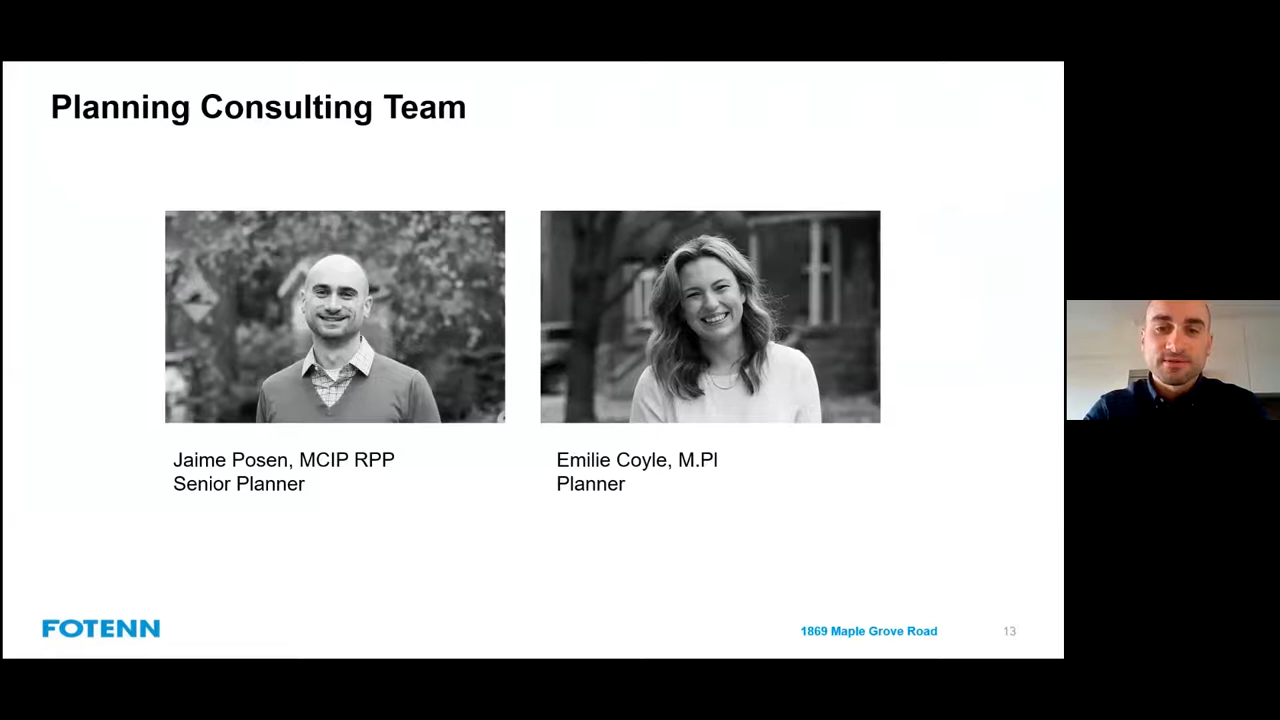 Planning Consulting Team
Jaime Posen, MCIP RPP
Senior Planner
Emilie Coyle, M.Pl
Planner
FOTENN
1869 Maple Grove Road
13